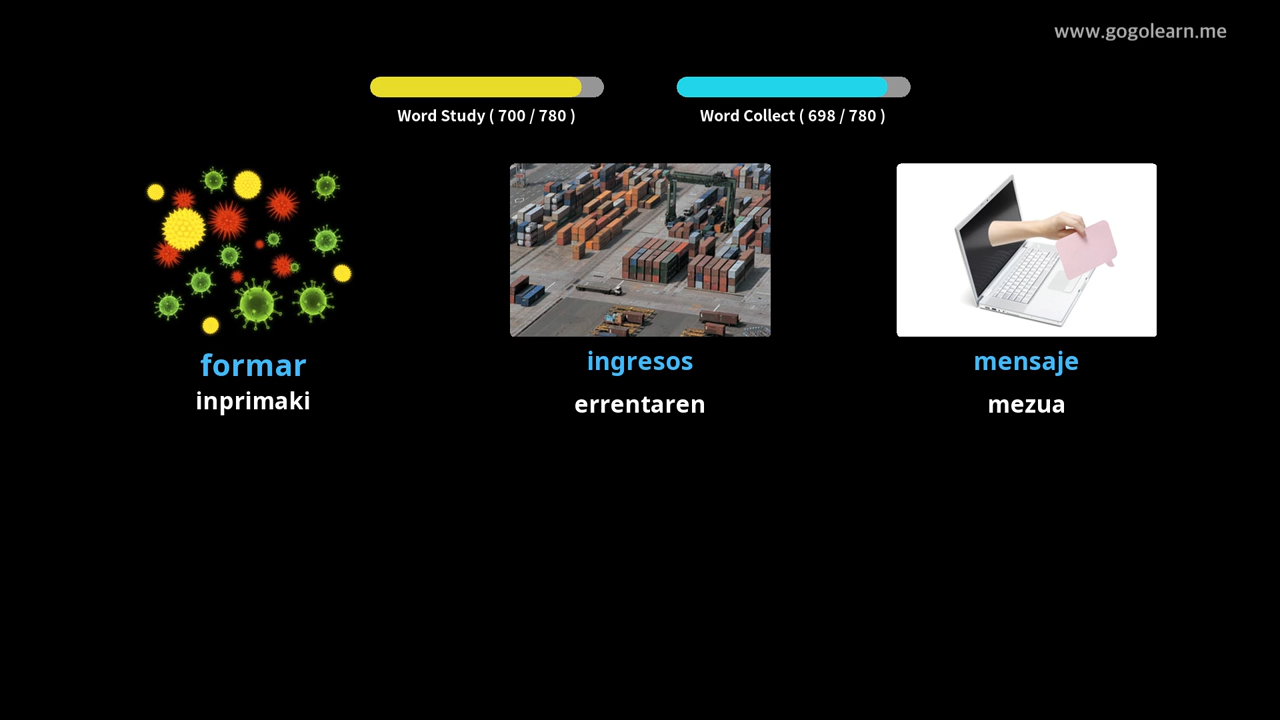 www.gogolearn.me
Word Study ( 700 / 780 )
Word Collect ( 698 / 780 )
formar
inprimaki
ingresos
errentaren
mensaje
mezua